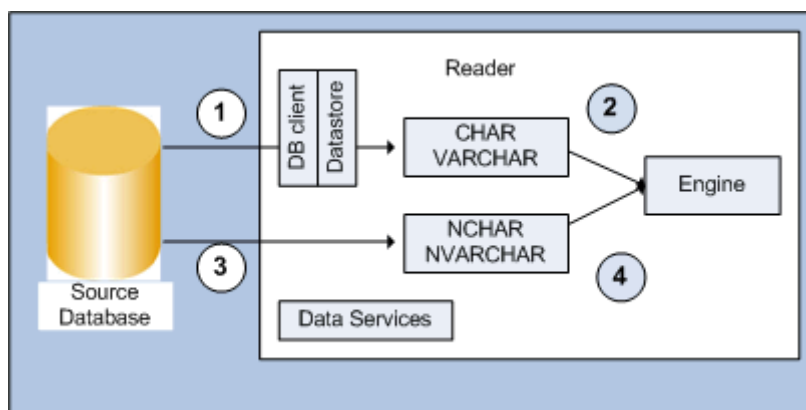 Reader
1
2
DB client
Datastore
CHAR
VARCHAR
Engine
NCHAR
NVARCHAR
3
4
Source
Database
Data Services